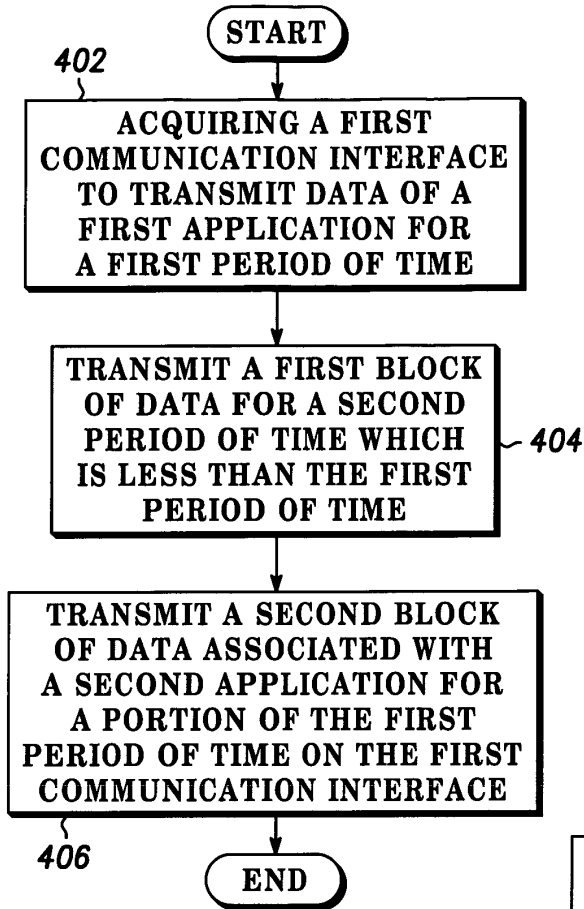 START
402
ACQUIRING A FIRST
COMMUNICATION INTERFACE
TO TRANSMIT DATA OF A
FIRST APPLICATION FOR
A FIRST PERIOD OF TIME
TRANSMIT A FIRST BLOCK
OF DATA FOR A SECOND
PERIOD OF TIME WHICH
IS LESS THAN THE FIRST
PERIOD OF TIME
404
TRANSMIT A SECOND BLOCK
OF DATA ASSOCIATED WITH
A SECOND APPLICATION FOR
A PORTION OF THE FIRST
PERIOD OF TIME ON THE FIRST
COMMUNICATION INTERFACE
406
END